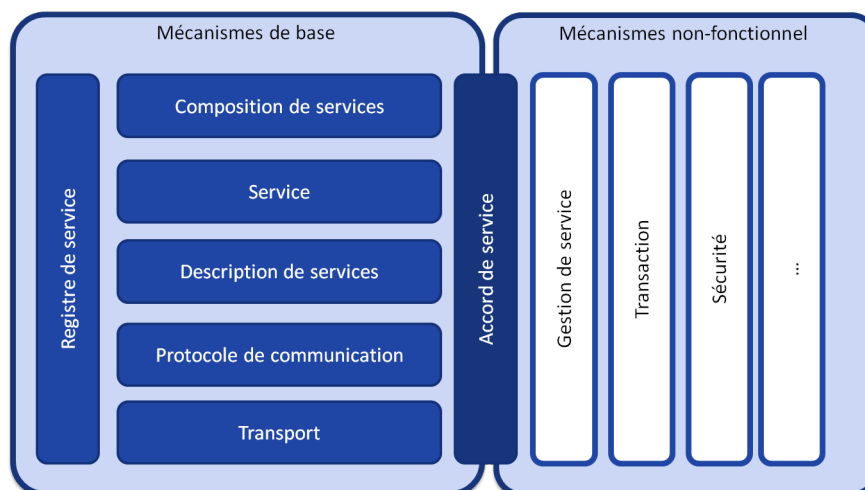 Mécanismes de base
Mécanismes non-fonctionnel
Registre de service
Composition de services
Service
Description de services
Protocole de communication
Transport
Accord de service
Gestion de service
Transaction
Sécurité
...